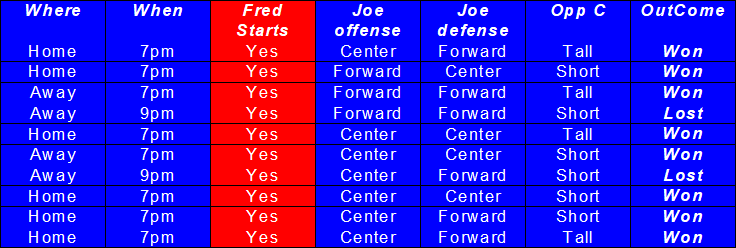 Where When Fred Starts Joe offense Joe defense Opp C OutCome
Home 7pm Yes Center Forward Tall Won
Home 7pm Yes Forward Center Short Won
Away 7pm Yes Forward Forward Tall Won
Away 9pm Yes Forward Forward Short Lost
Home 7pm Yes Center Center Tall Won
Away 7pm Yes Center Center Short Won
Away 9pm Yes Center Forward Short Lost
Home 7pm Yes Center Center Short Won
Home 7pm Yes Center Forward Short Won
Home 7pm Yes Center Forward Tall Won